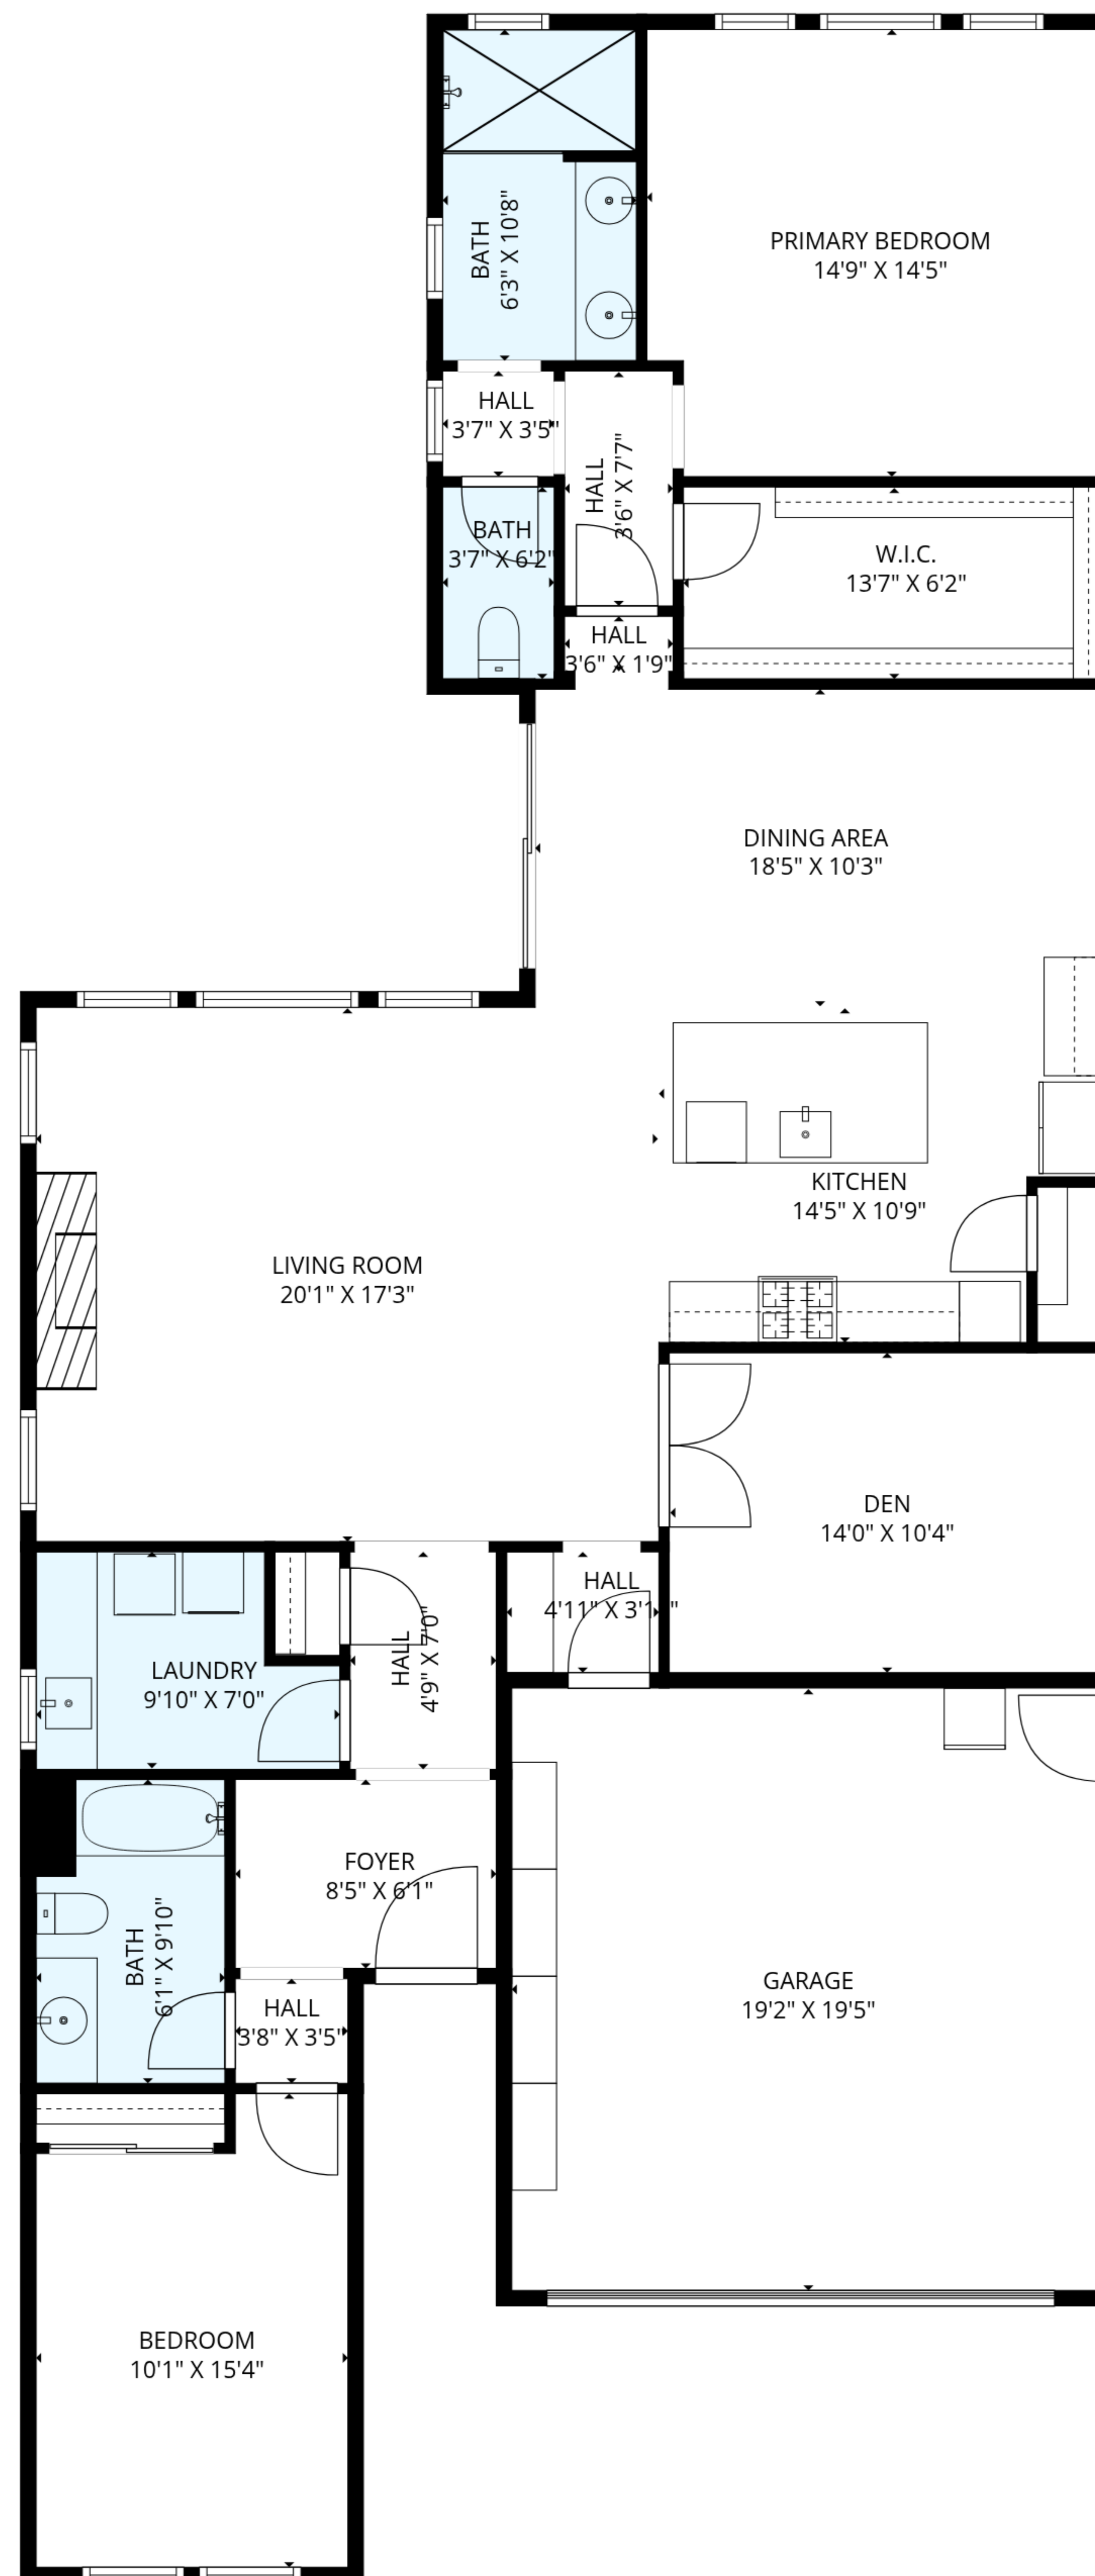 PRIMARY BEDROOM
14'9" X 14'5"
BATH
6'3" X 10'8"
HALL
3'7" X 3'5"
HALL
3'6" X 7'7"
BATH
3'7" X 6'2"
W.I.C.
13'7" X 6'2"
HALL
3'6" X 1'9"
DINING AREA
18'5" X 10'3"
KITCHEN
14'5" X 10'9"
LIVING ROOM
20'1" X 17'3"
DEN
14'0" X 10'4"
HALL
4'11" X
HALL
4'9" X 7'0"
LAUNDRY
9'10" X 7'0"
FOYER
8'5" X 6'1"
BATH
6'1" X 9'10"
HALL
3'8" X 3'5"
GARAGE
19'2" X 19'5"
BEDROOM
10'1" X 15'4"